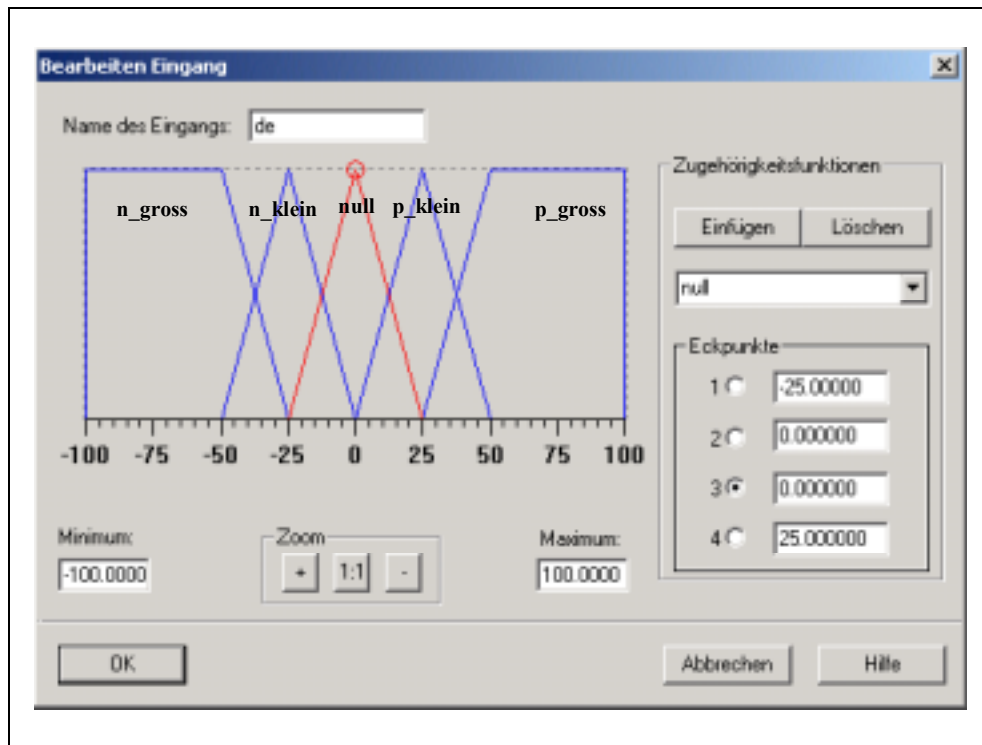 Bearbeiten Eingang
Name des Eingangs: de
n_gross n_klein null p_klein p_gross
-100 -75 -50 -25 0 25 50 75 100
Minimum:
-100.0000
Zoom
+ 1:1 -
Maximum:
100.0000
Zugehörigkeitsfunktionen
Einfügen Löschen
null
Eckpunkte
1 -25.00000
2 0.000000
3 0.000000
4 25.000000
OK Abbrechen Hilfe